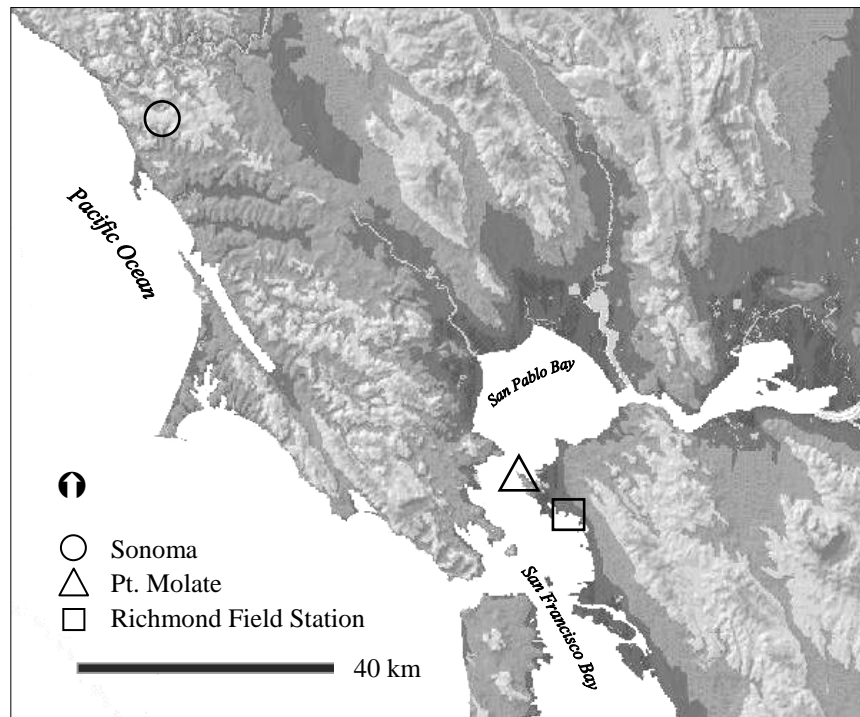 Pacific Ocean
San Pablo Bay
Sonoma
Pt. Molate
Richmond Field Station
San Francisco Bay
40 km